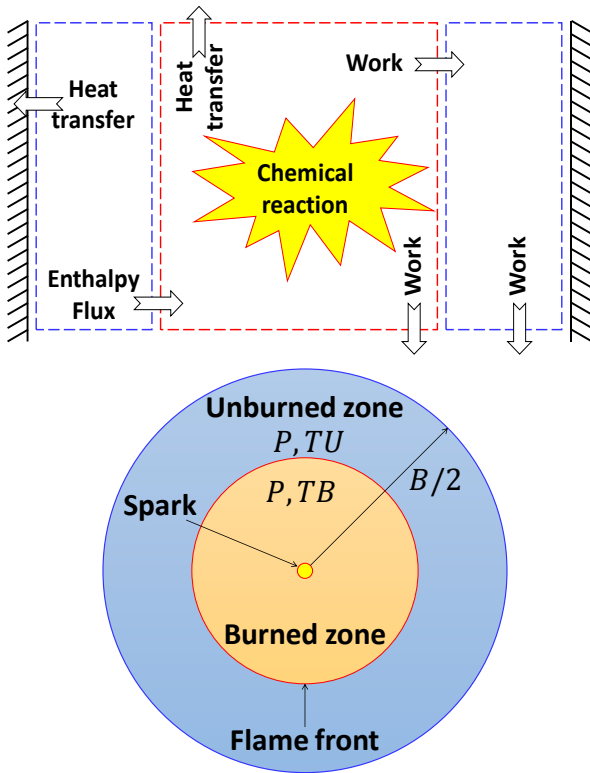 Heat
transfer
Heat
transfer
Work
Chemical
reaction
Enthalpy
Flux
Work
Work
Unburned zone
P, TU
P, TB
B/2
Spark
Burned zone
Flame front